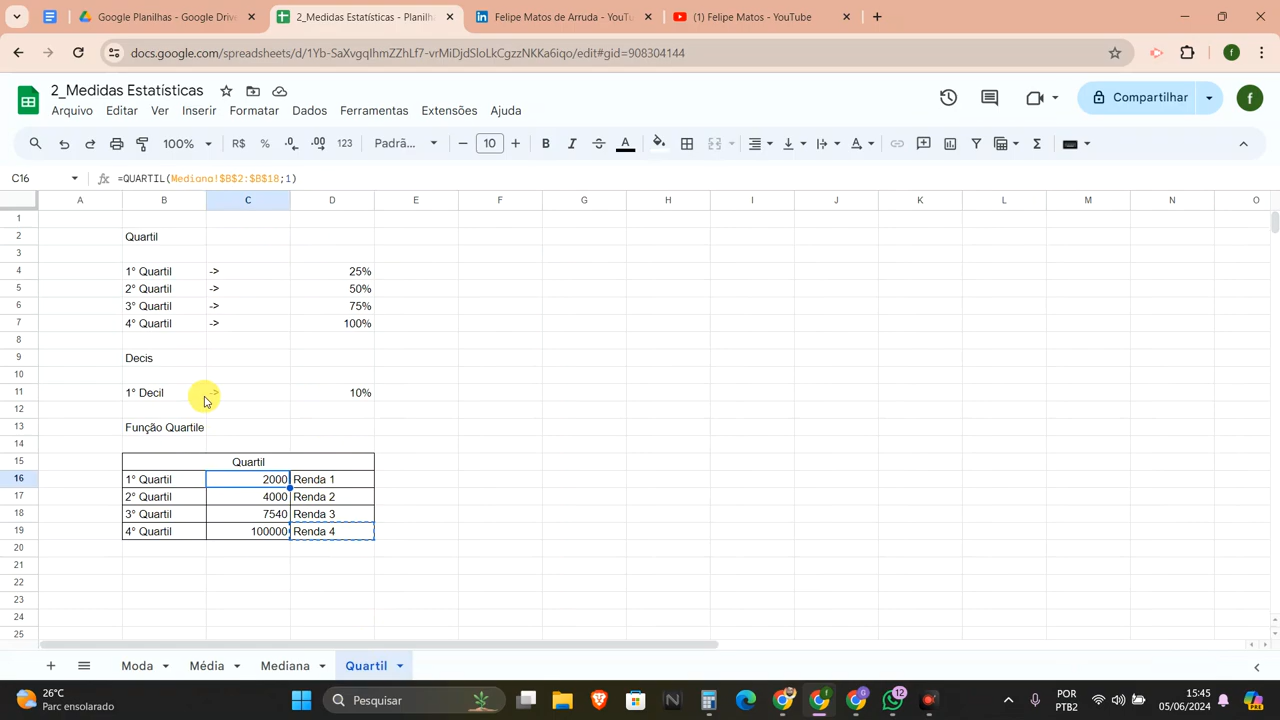 Google Planilhas - Google Drive
2_Medidas Estatísticas - Planilha
Felipe Matos de Arruda - YouTu
(1) Felipe Matos - YouTube
docs.google.com/spreadsheets/d/1Yb-SaXvgqIhmZZhLf7-vrMiDjdSloLkCgzzNKKa6iqo/edit#gid=908304144
2_Medidas Estatísticas
Arquivo Editar Ver Inserir Formatar Dados Ferramentas Extensões Ajuda
Compartilhar
f
100% R$ % .0 .00 123 Padrã... 10 B I S A
C16 fx =QUARTIL(Mediana!$B$2:$B$18;1)
A B C D E F G H I J K L M N O
1
2 Quartil
3
4 1° Quartil -> 25%
5 2° Quartil -> 50%
6 3° Quartil -> 75%
7 4° Quartil -> 100%
8
9 Decis
10
11 1° Decil -> 10%
12
13 Função Quartile
14
15 Quartil
16 1° Quartil 2000 Renda 1
17 2° Quartil 4000 Renda 2
18 3° Quartil 7540 Renda 3
19 4° Quartil 100000 Renda 4
20
21
22
23
24
25
Moda Média Mediana Quartil
26°C
Parc ensolarado
Pesquisar
12
POR
PTB2
15:45
05/06/2024